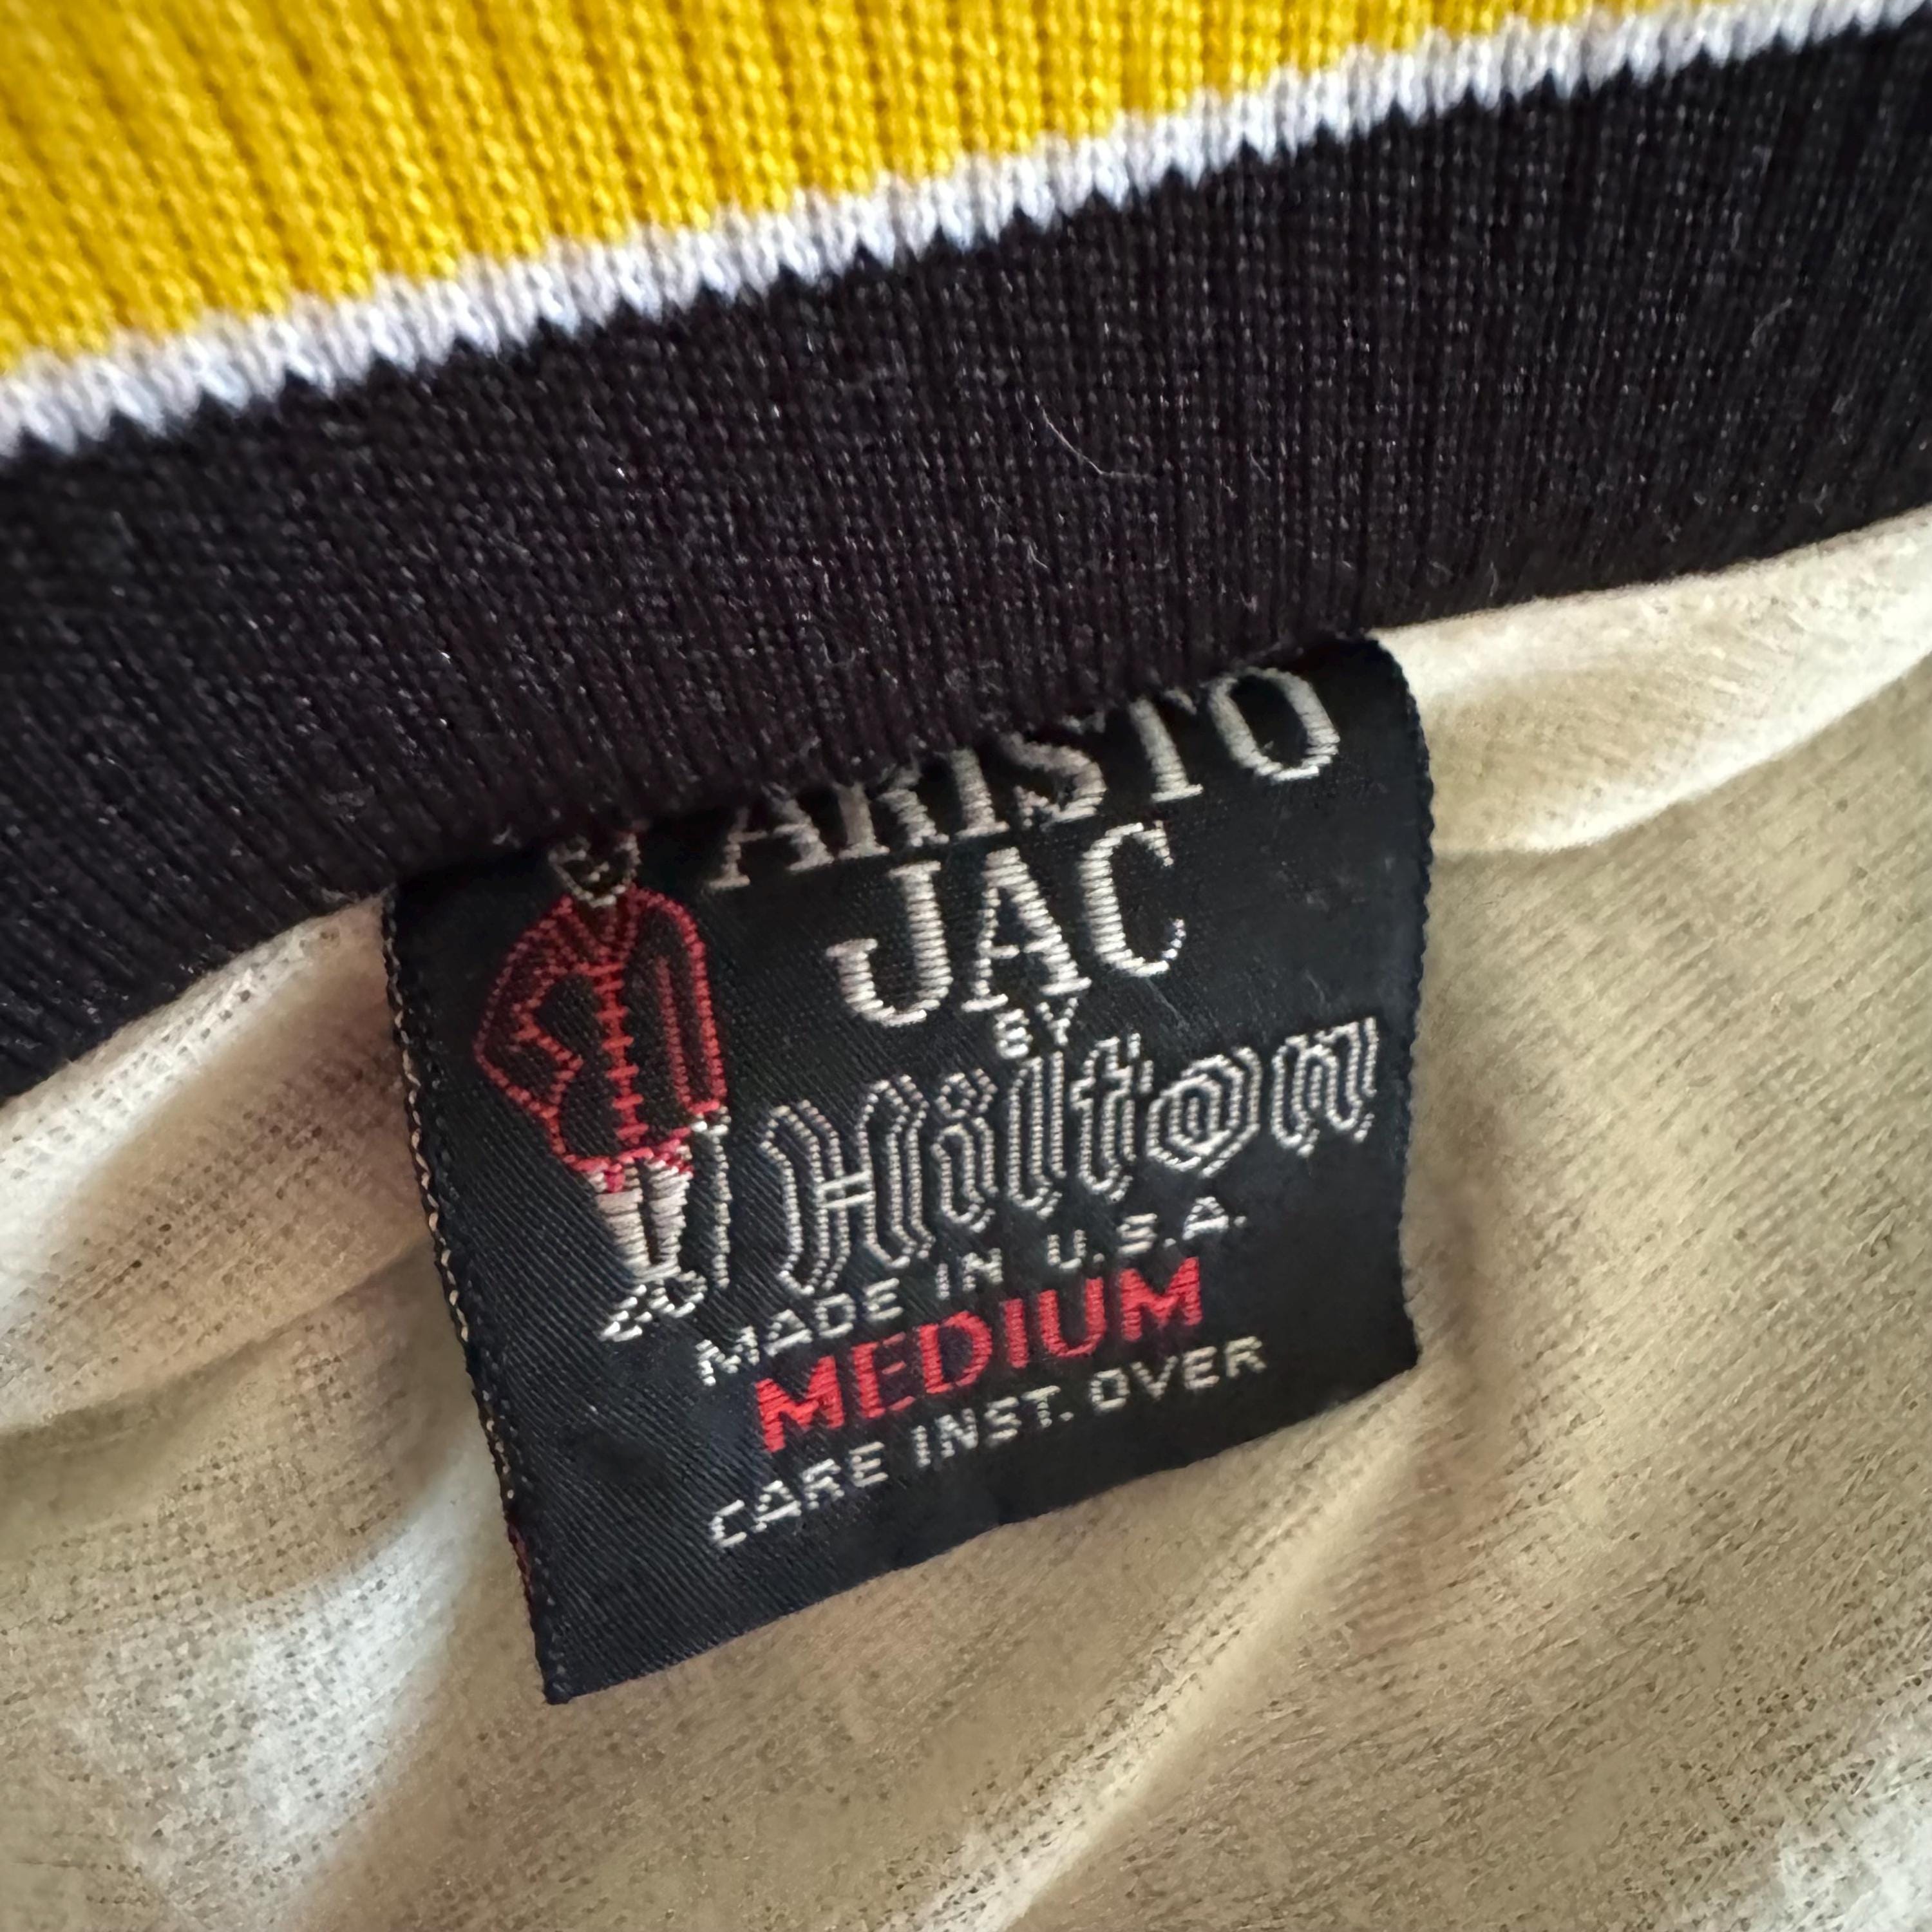 ARISTO
JAC
BY
Hilton
MADE IN U.S.A.
MEDIUM
CARE INST. OVER